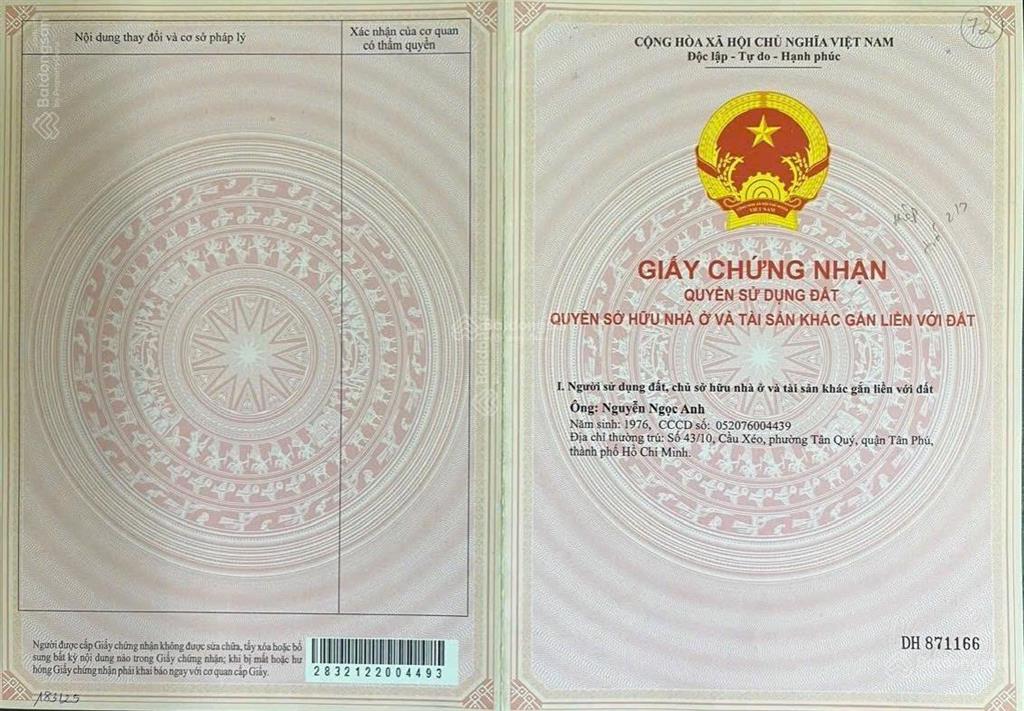 Nội dung thay đổi và cơ sở pháp lý
Xác nhận của cơ quan
có thẩm quyền
Người được cấp Giấy chứng nhận không được sửa chữa, tẩy xóa hoặc bổ
sung bất kỳ nội dung nào trong Giấy chứng nhận; khi bị mất hoặc hư
hỏng Giấy chứng nhận phải khai báo ngay với cơ quan cấp Giấy.
2832122004493
Batdongsan
by PropertyGuru
72
CỘNG HÒA XÃ HỘI CHỦ NGHĨA VIỆT NAM
Độc lập - Tự do - Hạnh phúc
VIỆT NAM
GIẤY CHỨNG NHẬN
QUYỀN SỬ DỤNG ĐẤT
QUYỀN SỞ HỮU NHÀ Ở VÀ TÀI SẢN KHÁC GẮN LIỀN VỚI ĐẤT
I. Người sử dụng đất, chủ sở hữu nhà ở và tài sản khác gắn liền với đất
Ông: Nguyễn Ngọc Anh
Năm sinh: 1976, CCCD số: 052076004439
Địa chỉ thường trú: Số 43/10, Cầu Xéo, phường Tân Quý, quận Tân Phú,
thành phố Hồ Chí Minh.
DH 871166